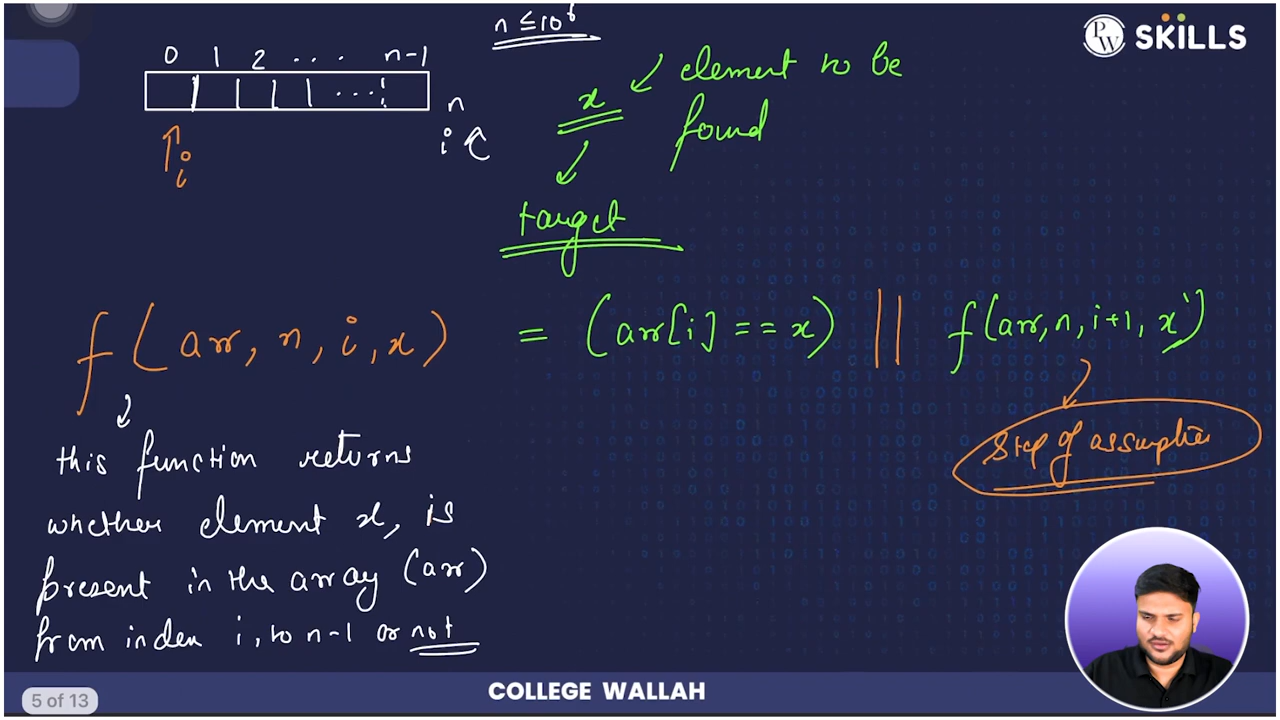 n ≤ 10⁶
PW SKILLS
0 1 2 ... n-1
... n
i
i
x element to be
found
target
f(arr, n, i, x) = (arr[i] == x) || f(arr, n, i+1, x)
step of assumption
this function returns
whether element x, is
present in the array (arr)
from index i, to n-1 or not
5 of 13
COLLEGE WALLAH